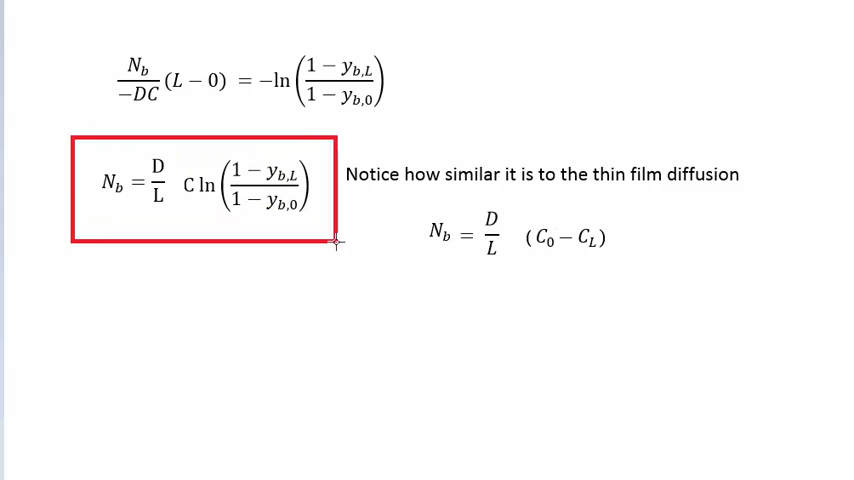 N_b / −DC (L − 0) = −ln((1 − y_{b,L}) / (1 − y_{b,0}))
N_b = D/L C ln((1 − y_{b,L}) / (1 − y_{b,0})) Notice how similar it is to the thin film diffusion
N_b = D/L (C_0 − C_L)